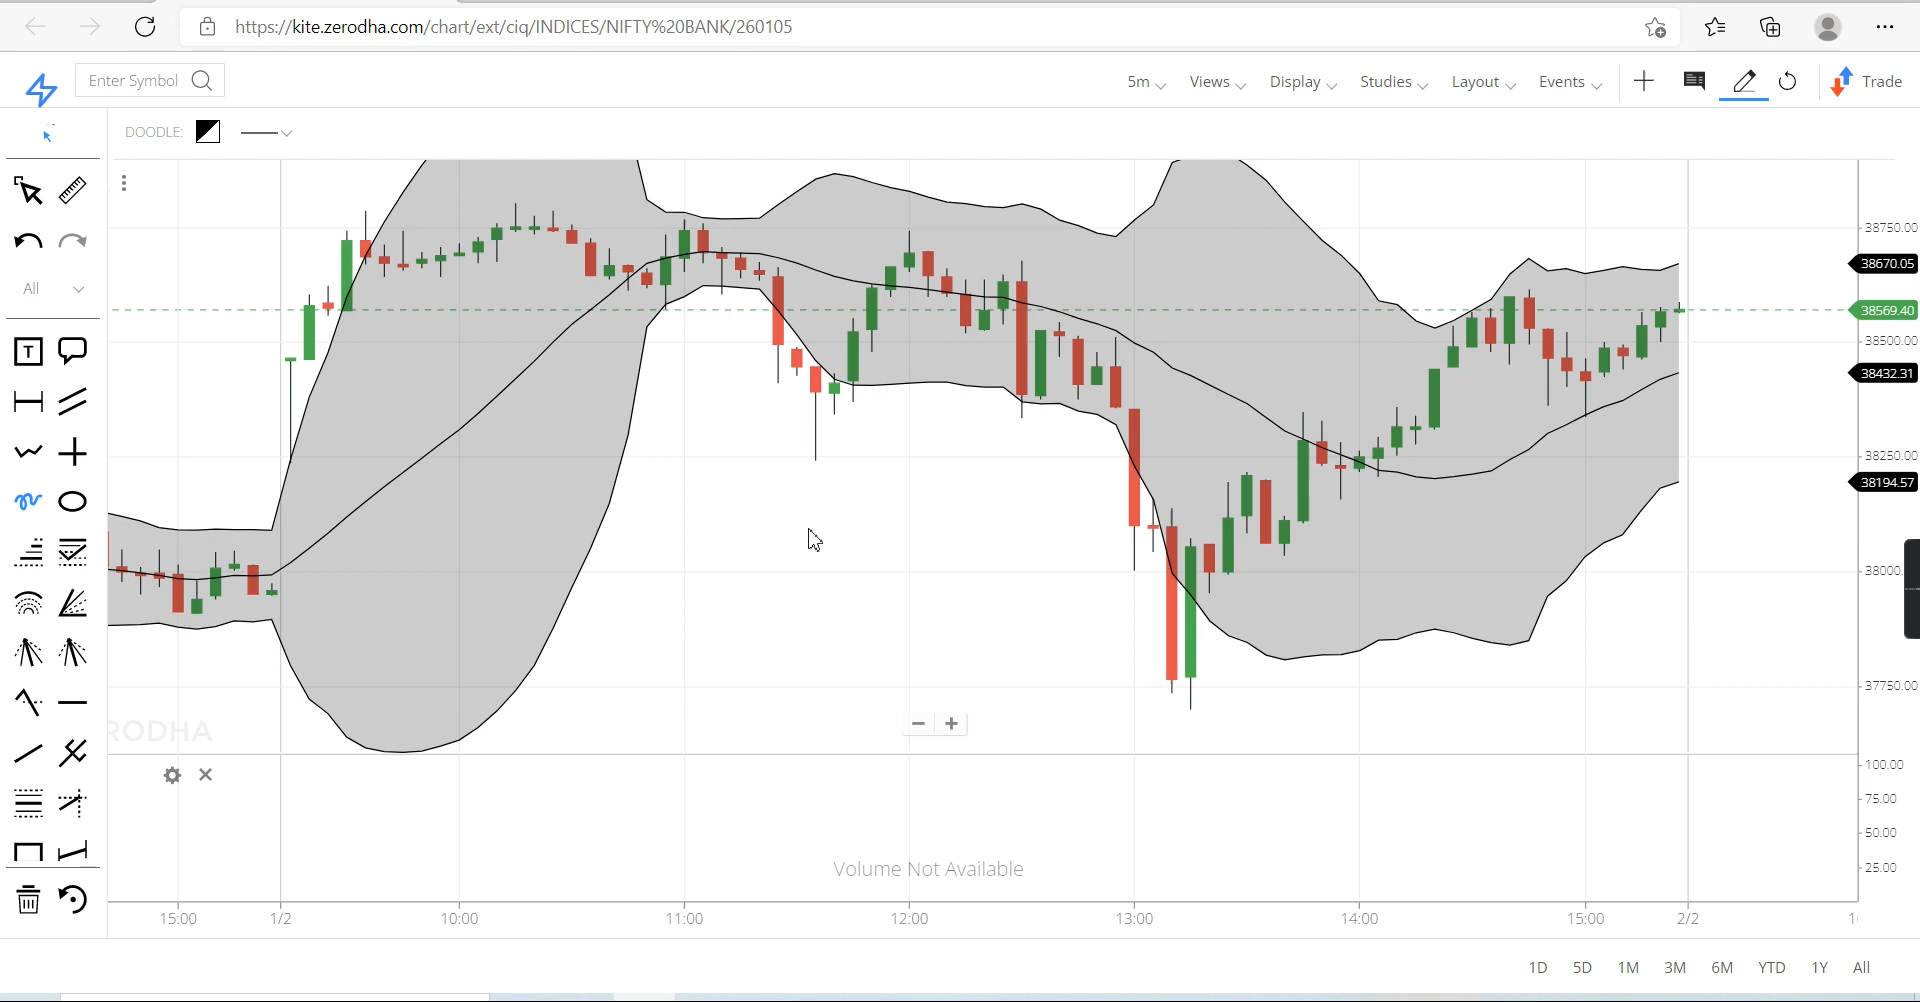 https://kite.zerodha.com/chart/ext/ciq/INDICES/NIFTY%20BANK/260105
Enter Symbol
5m Views Display Studies Layout Events Trade
DOODLE:
All
T
38750.00
38670.05
38569.40
38500.00
38432.31
38250.00
38194.57
38000.
37750.00
RODHA
100.00
75.00
50.00
25.00
Volume Not Available
15:00 1/2 10:00 11:00 12:00 13:00 14:00 15:00 2/2 1
1D 5D 1M 3M 6M YTD 1Y All